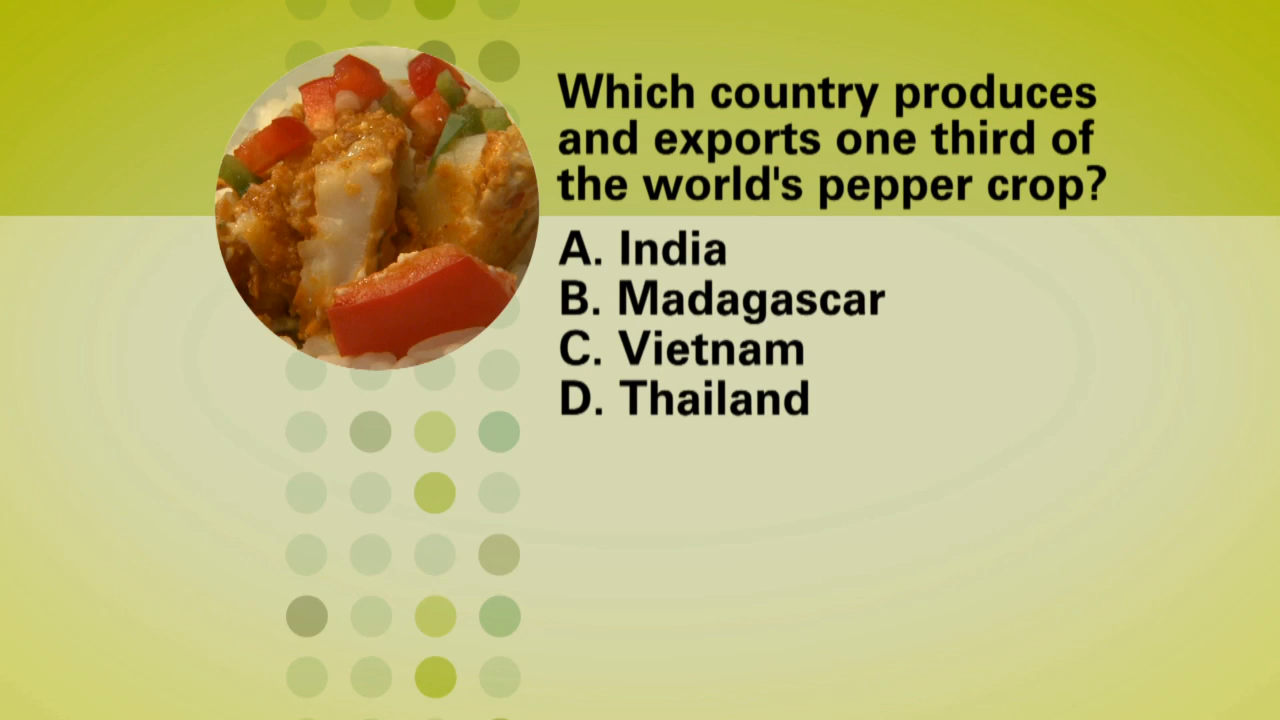 Which country produces
and exports one third of
the world's pepper crop?
A. India
B. Madagascar
C. Vietnam
D. Thailand